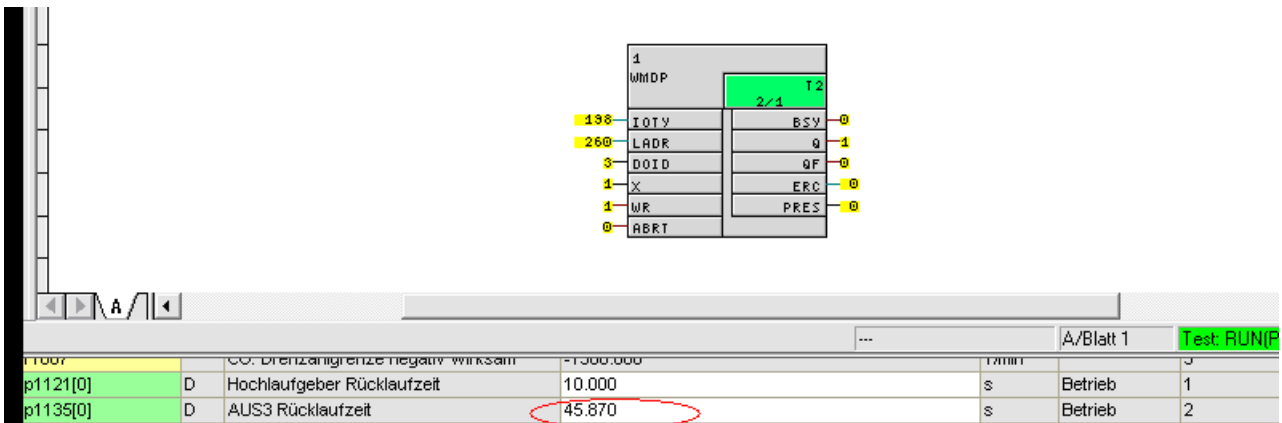 1
WMDP
T2
2/1
198 IOTY BSY 0
260 LADR Q 1
3 DOID QF 0
1 X ERC 0
1 WR PRES 0
0 ABRT
A
--- A/Blatt 1 Test: RUN(P
p1121[0] D Hochlaufgeber Rücklaufzeit 10.000 s Betrieb 1
p1135[0] D AUS3 Rücklaufzeit 45.870 s Betrieb 2